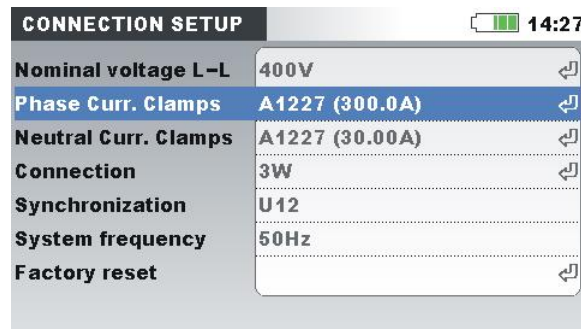 CONNECTION SETUP 14:27
Nominal voltage L-L 400V
Phase Curr. Clamps A1227 (300.0A)
Neutral Curr. Clamps A1227 (30.00A)
Connection 3W
Synchronization U12
System frequency 50Hz
Factory reset